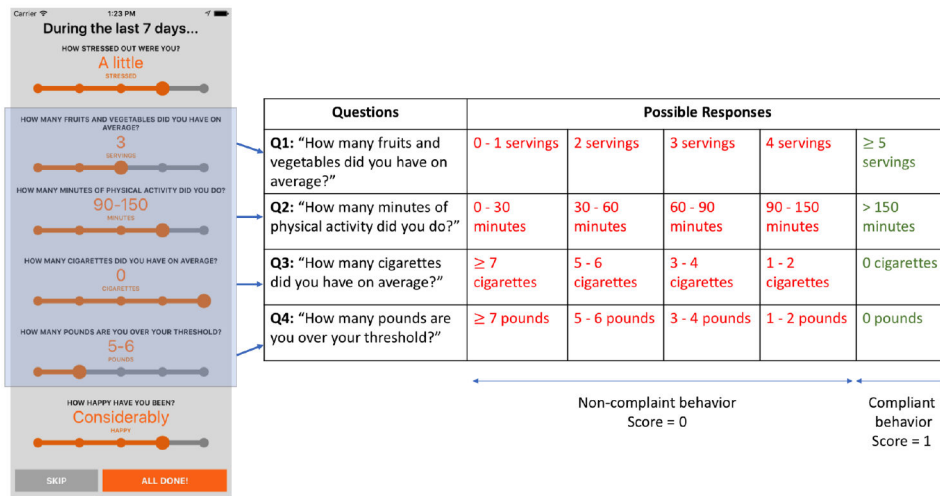 Carrier 1:23 PM
During the last 7 days...
HOW STRESSED OUT WERE YOU?
A little
STRESSED
HOW MANY FRUITS AND VEGETABLES DID YOU HAVE ON
AVERAGE?
3
SERVINGS
HOW MANY MINUTES OF PHYSICAL ACTIVITY DID YOU DO?
90-150
MINUTES
HOW MANY CIGARETTES DID YOU HAVE ON AVERAGE?
0
CIGARETTES
HOW MANY POUNDS ARE YOU OVER YOUR THRESHOLD?
5-6
POUNDS
HOW HAPPY HAVE YOU BEEN?
Considerably
HAPPY
SKIP ALL DONE!
Questions Possible Responses
Q1: “How many fruits and 0 - 1 servings 2 servings 3 servings 4 servings ≥ 5
vegetables did you have on servings
average?”
Q2: “How many minutes of 0 - 30 30 - 60 60 - 90 90 - 150 > 150
physical activity did you do?” minutes minutes minutes minutes minutes
Q3: “How many cigarettes ≥ 7 5 - 6 3 - 4 1 - 2 0 cigarettes
did you have on average?” cigarettes cigarettes cigarettes cigarettes
Q4: “How many pounds are ≥ 7 pounds 5 - 6 pounds 3 - 4 pounds 1 - 2 pounds 0 pounds
you over your threshold?”
Non-complaint behavior Compliant
Score = 0 behavior
Score = 1